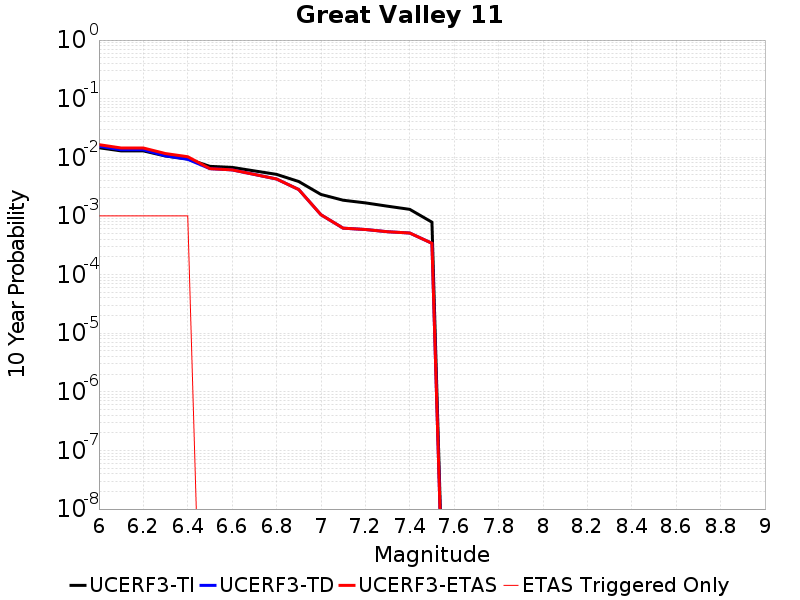 Great Valley 11
10^0
10^-1
10^-2
10^-3
10^-4
10^-5
10^-6
10^-7
10^-8
10 Year Probability
6 6.2 6.4 6.6 6.8 7 7.2 7.4 7.6 7.8 8 8.2 8.4 8.6 8.8 9
Magnitude
UCERF3-TI UCERF3-TD UCERF3-ETAS ETAS Triggered Only